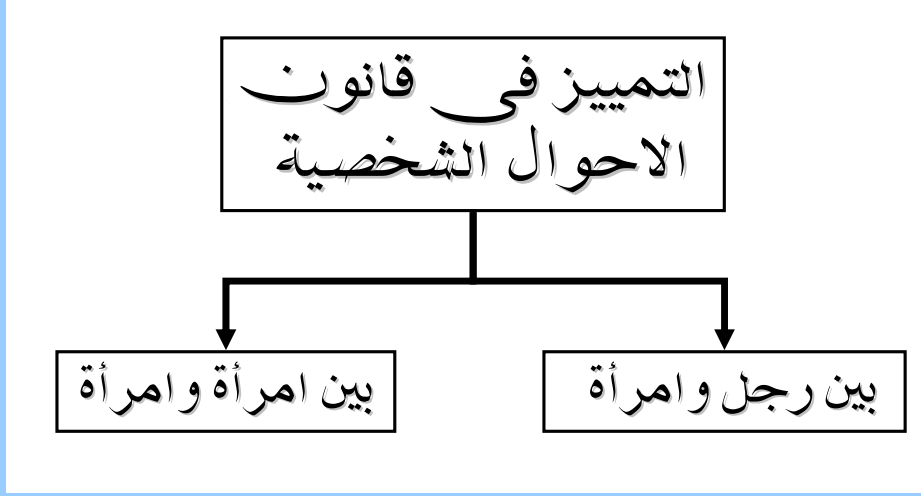 التمييز فى قانون
الاحوال الشخصية
بين رجل وامرأة
بين امرأة وامرأة